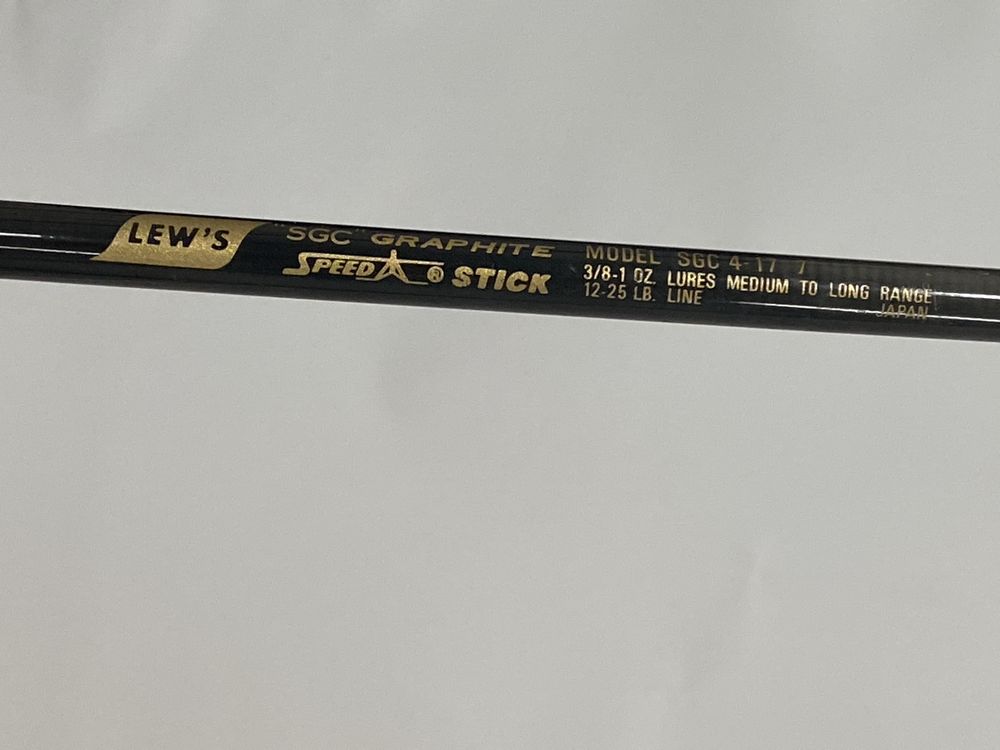 LEW'S
"SGC" GRAPHITE
SPEED ® STICK
MODEL SGC 4-17 7
3/8-1 OZ. LURES MEDIUM TO LONG RANGE
12-25 LB. LINE
JAPAN